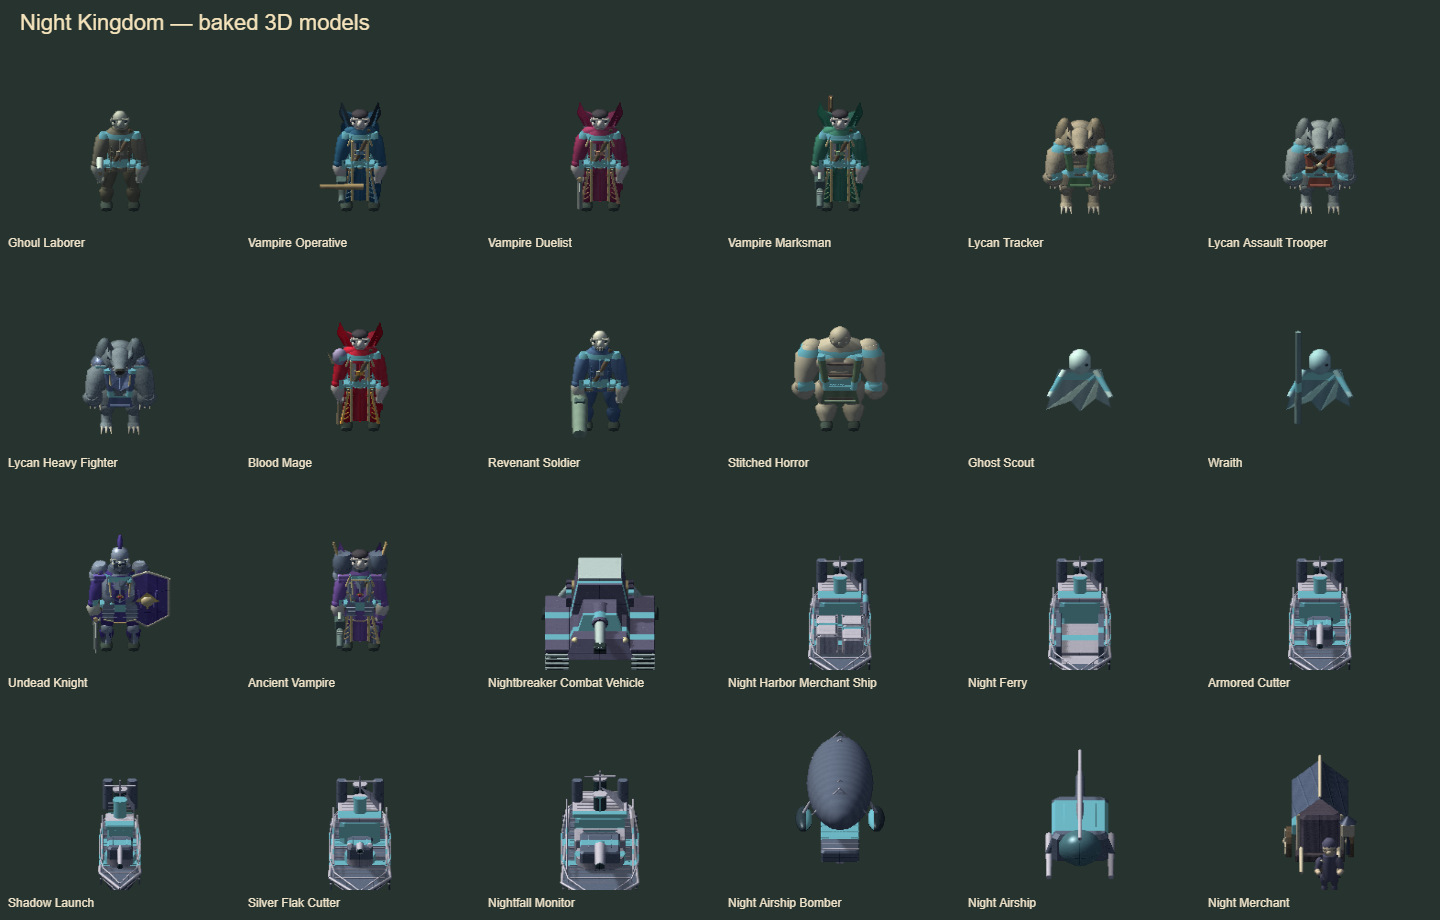 Night Kingdom — baked 3D models
Ghoul Laborer
Vampire Operative
Vampire Duelist
Vampire Marksman
Lycan Tracker
Lycan Assault Trooper
Lycan Heavy Fighter
Blood Mage
Revenant Soldier
Stitched Horror
Ghost Scout
Wraith
Undead Knight
Ancient Vampire
Nightbreaker Combat Vehicle
Night Harbor Merchant Ship
Night Ferry
Armored Cutter
Shadow Launch
Silver Flak Cutter
Nightfall Monitor
Night Airship Bomber
Night Airship
Night Merchant